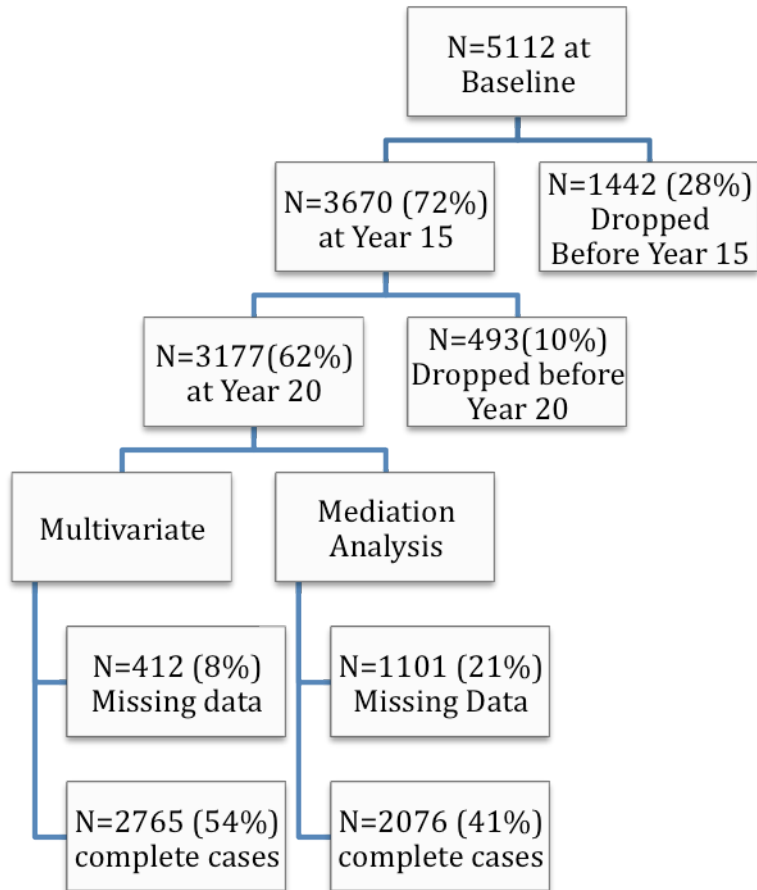 N=5112 at
Baseline
N=3670 (72%)
at Year 15
N=1442 (28%)
Dropped
Before Year 15
N=3177(62%)
at Year 20
N=493(10%)
Dropped before
Year 20
Multivariate
Mediation
Analysis
N=412 (8%)
Missing data
N=1101 (21%)
Missing Data
N=2765 (54%)
complete cases
N=2076 (41%)
complete cases